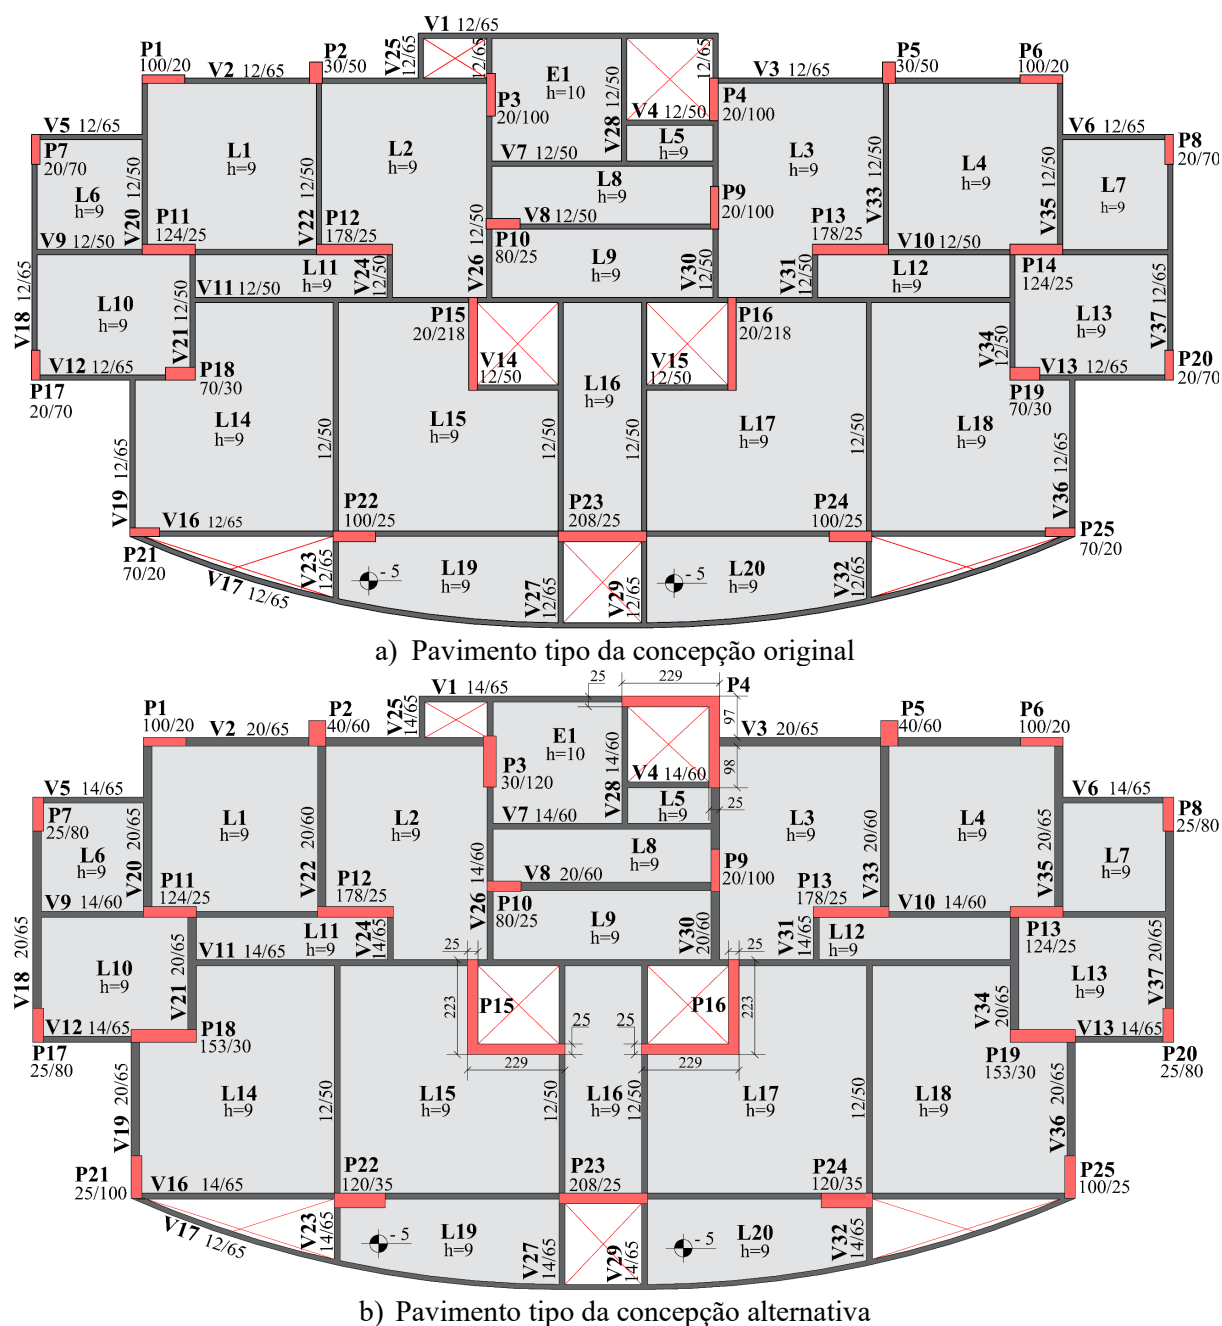 V1 12/65
V25 12/65
12/65
12/65
P1 100/20
V2 12/65
P2 30/50
E1 h=10
V28 12/50
P3 20/100
V4 12/50
P4 20/100
V3 12/65
P5 30/50
P6 100/20
V5 12/65
P7 20/70
L6 h=9
V20 12/50
L1 h=9
V22 12/50
L2 h=9
V7 12/50
L5 h=9
L8 h=9
P9 20/100
L3 h=9
V33 12/50
L4 h=9
V35 12/50
V6 12/65
P8 20/70
L7 h=9
V9 12/50
P11 124/25
P12 178/25
V26 12/50
P10 80/25
V8 12/50
L9 h=9
V30 12/50
P13 178/25
V10 12/50
P14 124/25
V18 12/65
L10 h=9
V21 12/50
V11 12/50
L11 h=9
V24 12/50
V31 12/50
L12 h=9
L13 h=9
V37 12/65
P15 20/218
V14 12/50
L16 h=9
V15 12/50
P16 20/218
V34 12/50
V12 12/65
P17 20/70
P18 70/30
V13 12/65
P19 70/30
P20 20/70
V19 12/65
L14 h=9
12/50
L15 h=9
12/50
12/50
L17 h=9
12/50
L18 h=9
V36 12/65
P21 70/20
V16 12/65
P22 100/25
P23 208/25
P24 100/25
P25 70/20
V17 12/65
V23 12/65
- 5
L19 h=9
V27 12/65
V29 12/65
- 5
L20 h=9
V32 12/65
a) Pavimento tipo da concepção original
V1 14/65
25
229
P4
V25 14/65
97
98
25
P1 100/20
V2 20/65
P2 40/60
E1 h=10
V28 14/60
P3 30/120
V4 14/60
V3 20/65
P5 40/60
P6 100/20
V5 14/65
P7 25/80
L6 h=9
V20 20/65
L1 h=9
V22 20/60
L2 h=9
V7 14/60
L5 h=9
L8 h=9
P9 20/100
L3 h=9
V33 20/60
L4 h=9
V35 20/65
V6 14/65
P8 25/80
L7 h=9
V9 14/60
P11 124/25
P12 178/25
V26 14/60
V8 20/60
P10 80/25
L9 h=9
V30 20/60
P13 178/25
V10 14/60
P13 124/25
V18 20/65
L10 h=9
V21 20/65
V11 14/65
L11 h=9
V24 14/65
V31 14/65
L12 h=9
L13 h=9
V37 20/65
25
223
P15
25
229
25
223
P16
25
229
V34 20/65
V12 14/65
P17 25/80
P18 153/30
V13 14/65
P19 153/30
P20 25/80
V19 20/65
L14 h=9
12/50
L15 h=9
12/50
L16 h=9
12/50
L17 h=9
12/50
L18 h=9
V36 20/65
P21 25/100
V16 14/65
P22 120/35
P23 208/25
P24 120/35
P25 100/25
V17 12/65
V23 14/65
- 5
L19 h=9
V27 14/65
V29 14/65
- 5
L20 h=9
V32 14/65
b) Pavimento tipo da concepção alternativa